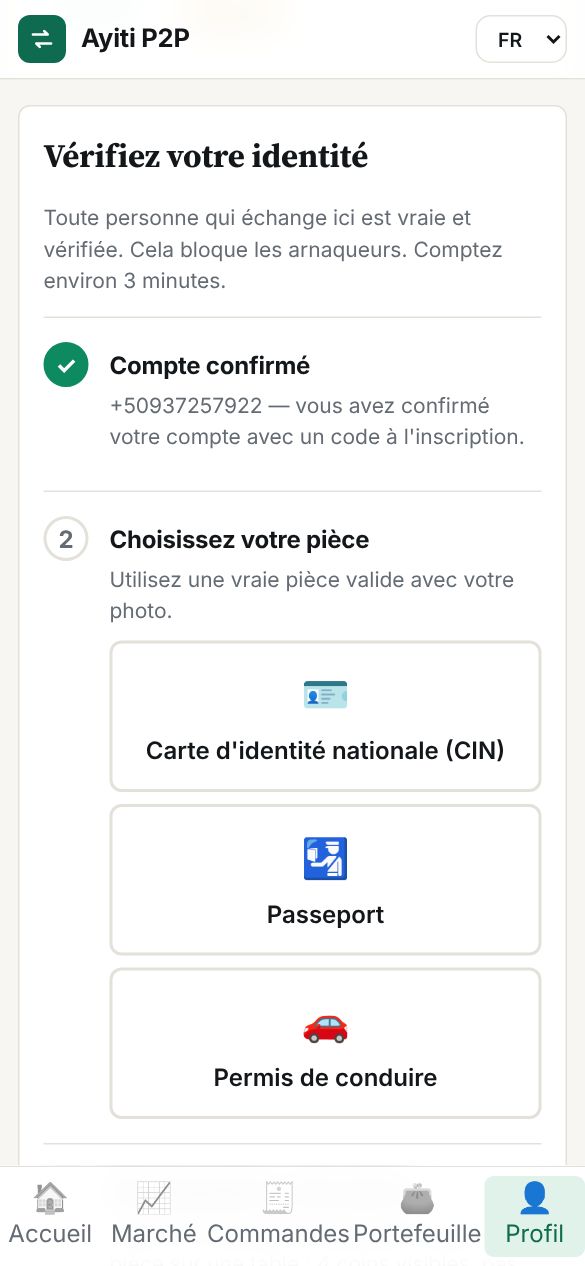 Ayiti P2P
FR
Vérifiez votre identité
Toute personne qui échange ici est vraie et
vérifiée. Cela bloque les arnaqueurs. Comptez
environ 3 minutes.
Compte confirmé
+50937257922 — vous avez confirmé
votre compte avec un code à l'inscription.
2
Choisissez votre pièce
Utilisez une vraie pièce valide avec votre
photo.
Carte d'identité nationale (CIN)
Passeport
Permis de conduire
Accueil Marché Commandes Portefeuille Profil